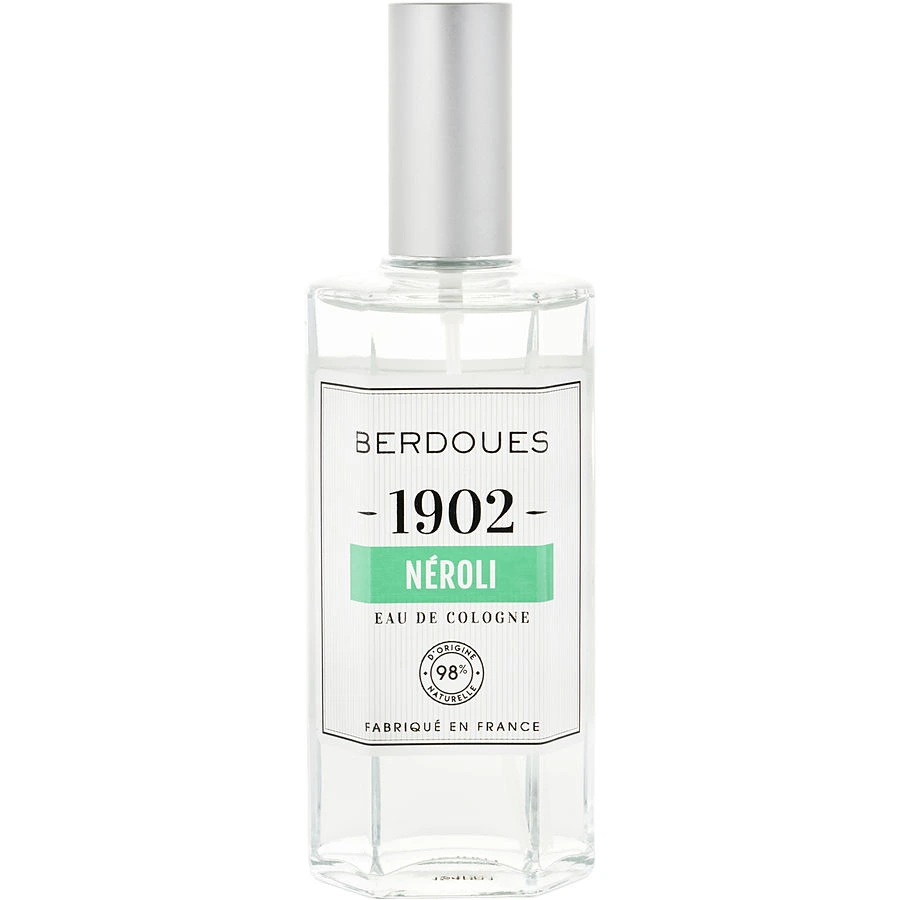 BERDOUES
- 1902 -
NÉROLI
EAU DE COLOGNE
D'ORIGINE
98%
NATURELLE
FABRIQUÉ EN FRANCE